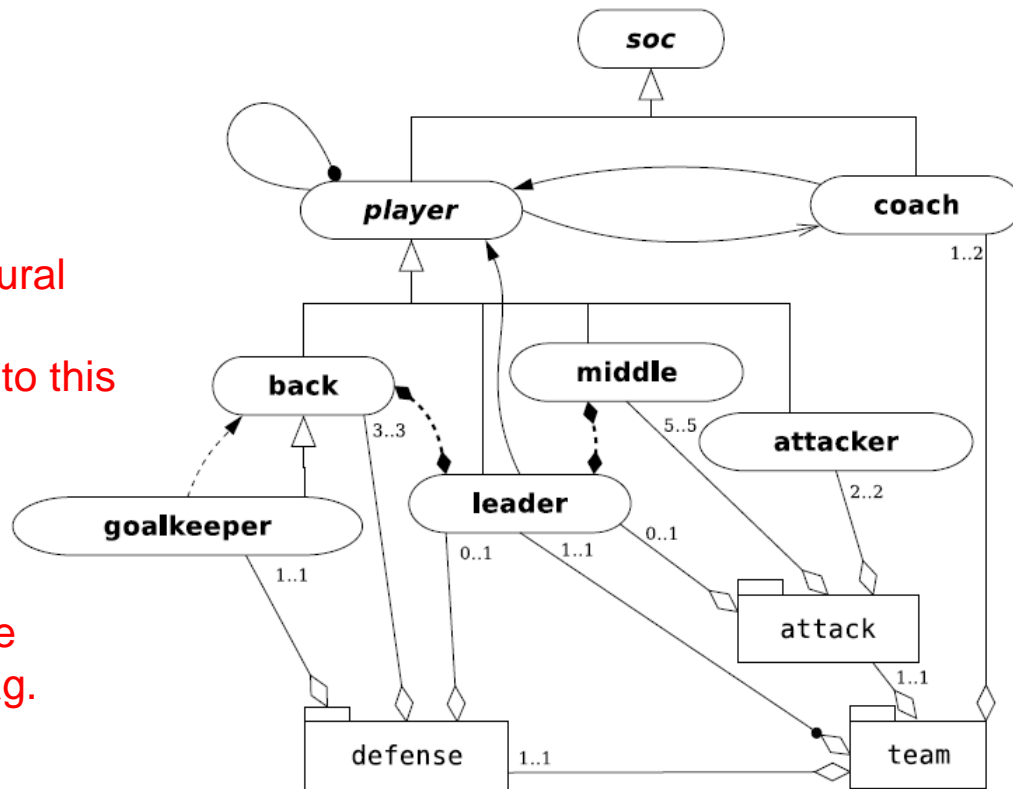 soc
player
coach
1..2
ural
to this
back
middle
3..3
5..5
attacker
2..2
leader
goalkeeper
0..1
1..1
0..1
1..1
attack
1..1
e
g.
defense
1..1
team